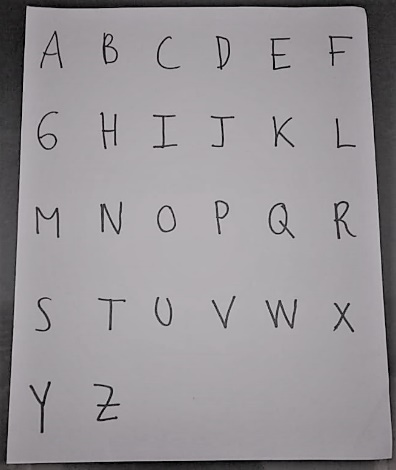 A B C D E F
G H I J K L
M N O P Q R
S T U V W X
Y Z